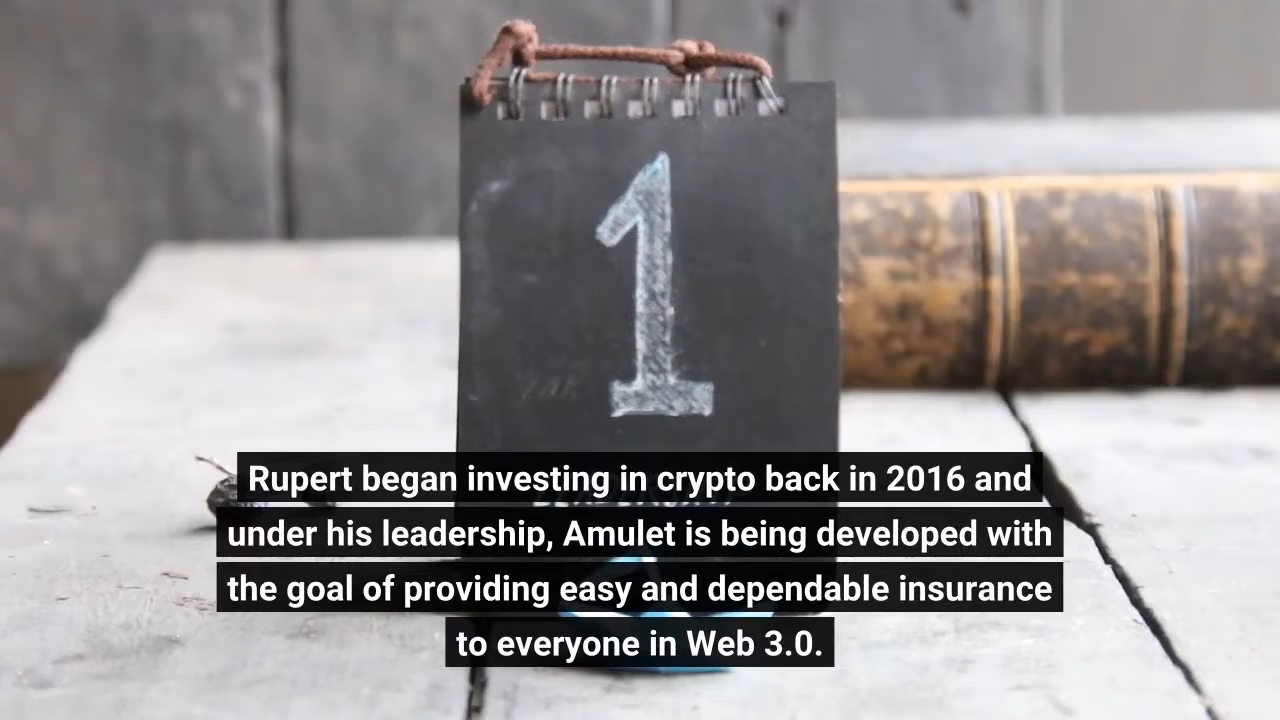 1
Rupert began investing in crypto back in 2016 and
under his leadership, Amulet is being developed with
the goal of providing easy and dependable insurance
to everyone in Web 3.0.